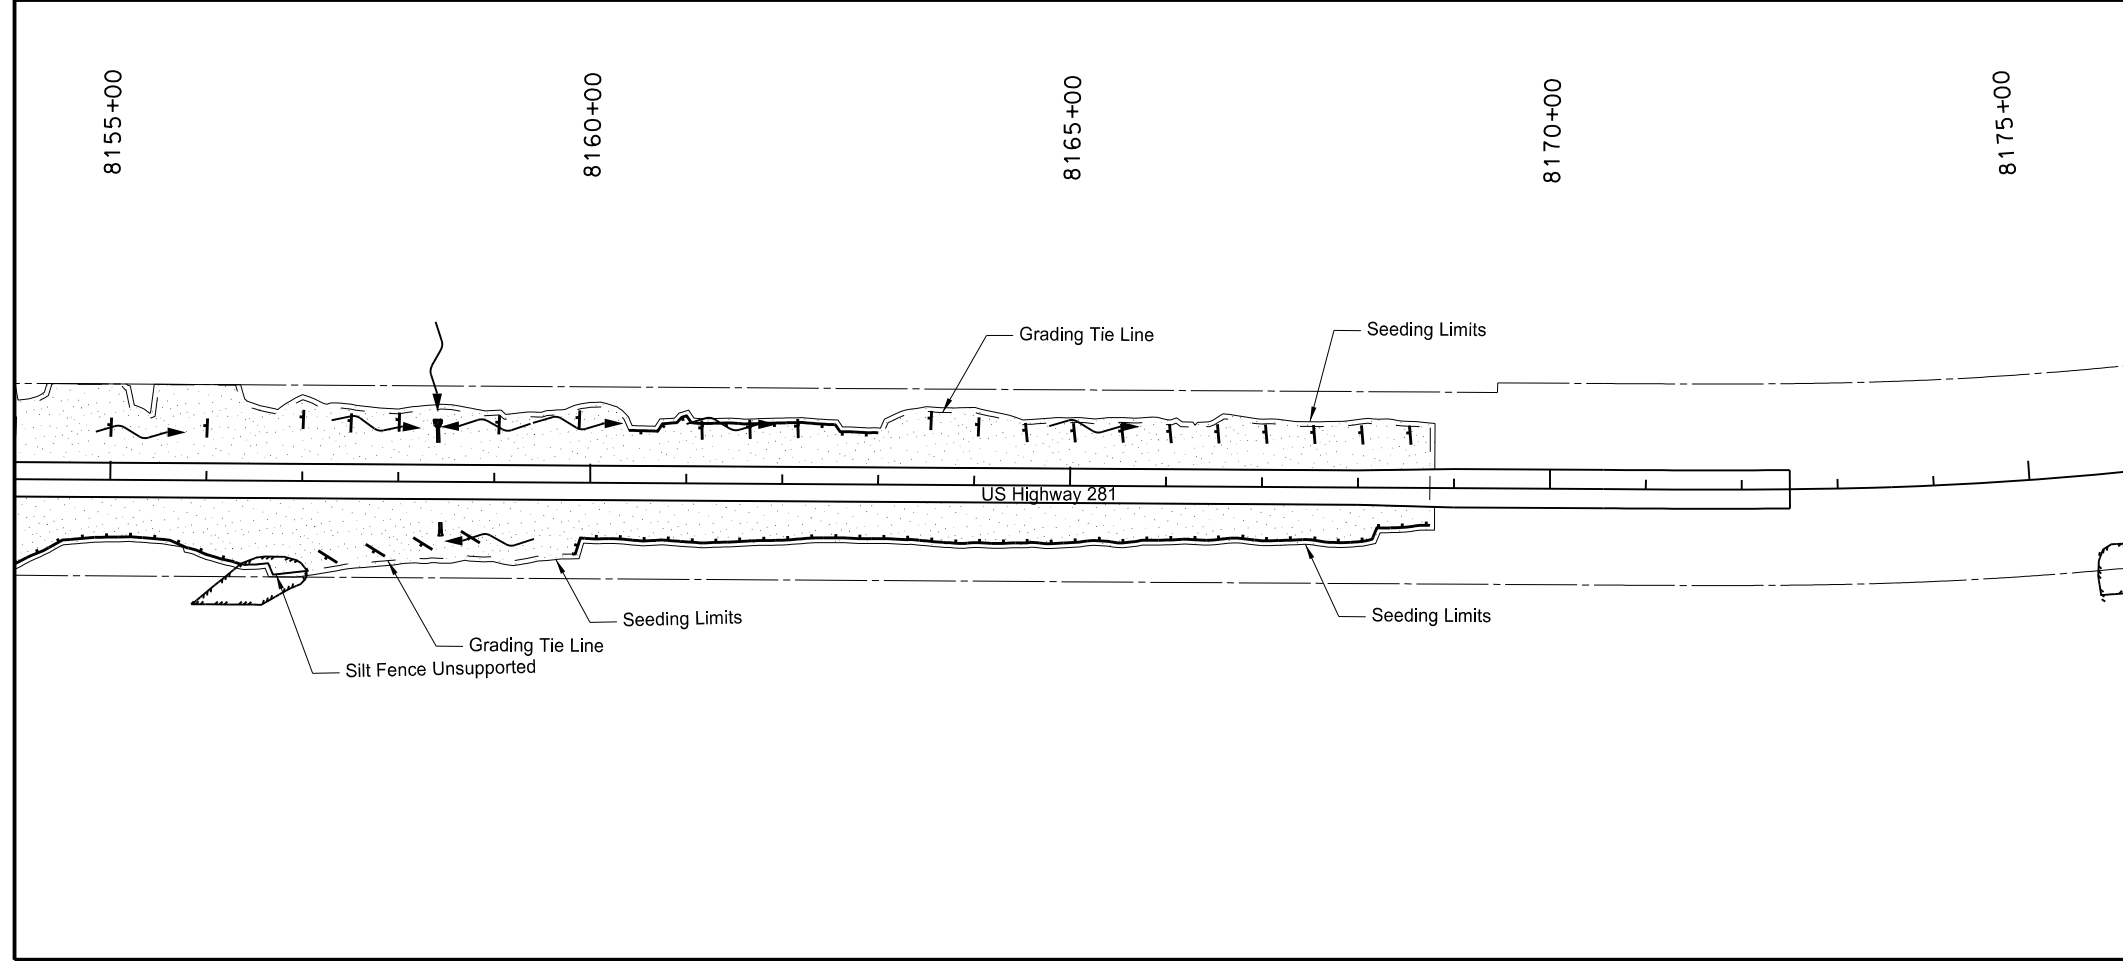 8155+00
8160+00
8165+00
8170+00
8175+00
Grading Tie Line
Seeding Limits
US Highway 281
Seeding Limits
Seeding Limits
Grading Tie Line
Silt Fence Unsupported